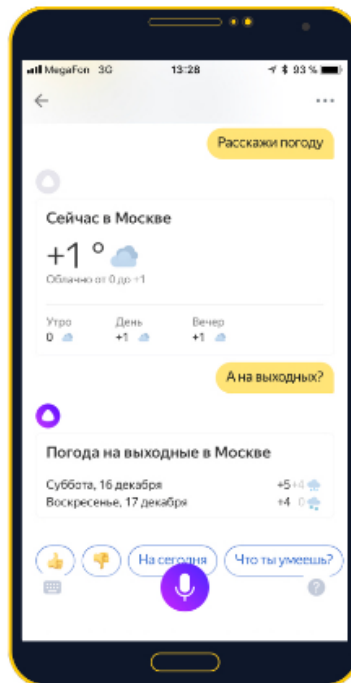 MegaFon 3G 13:28 93 %
Расскажи погоду
Сейчас в Москве
+1 °
Облачно от 0 до +1
Утро День Вечер
0 +1 +1
А на выходных?
Погода на выходные в Москве
Суббота, 16 декабря +5 +4
Воскресенье, 17 декабря +4 0
На сегодня Что ты умеешь?
?